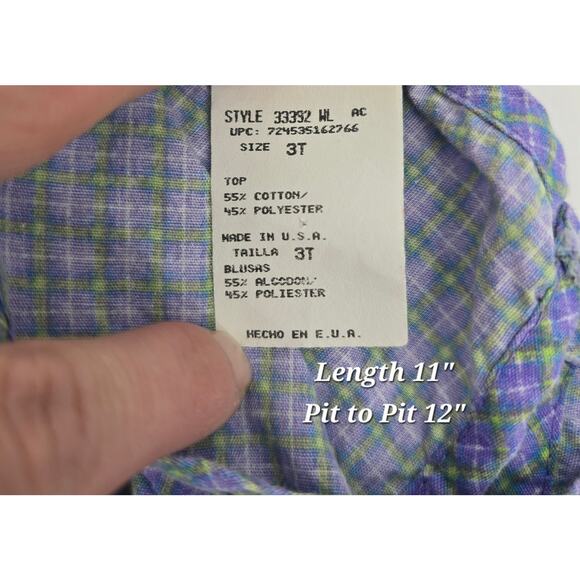 STYLE 33392 WL AC
UPC: 724535162766
SIZE 3T
TOP
55% COTTON/
45% POLYESTER
MADE IN U.S.A.
TAILLA 3T
BLUSAS
55% ALGODON/
45% POLIESTER
HECHO EN E.U.A.
Length 11"
Pit to Pit 12"